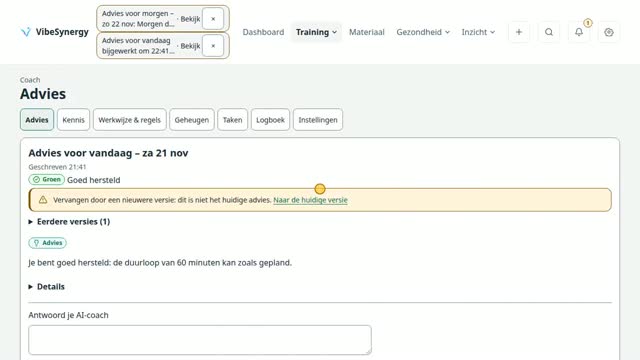 VibeSynergy
Advies voor morgen –
zo 22 nov: Morgen d... · Bekijk ×
Advies voor vandaag
bijgewerkt om 22:41... · Bekijk ×
Dashboard Training Materiaal Gezondheid Inzicht + 1
Coach
Advies
Advies Kennis Werkwijze & regels Geheugen Taken Logboek Instellingen
Advies voor vandaag – za 21 nov
Geschreven 21:41
Groen Goed hersteld
Vervangen door een nieuwere versie: dit is niet het huidige advies. Naar de huidige versie
Eerdere versies (1)
Advies
Je bent goed hersteld: de duurloop van 60 minuten kan zoals gepland.
Details
Antwoord je AI-coach